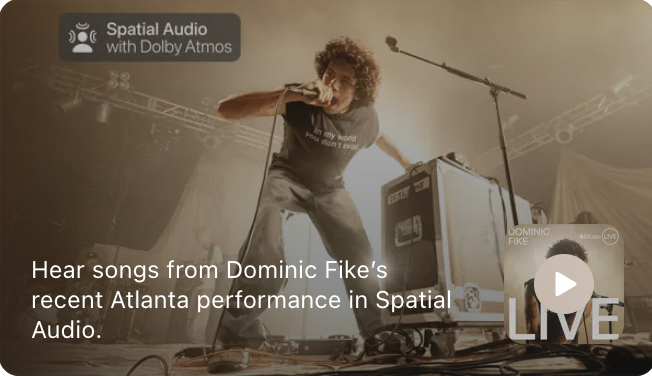 Spatial Audio
with Dolby Atmos
in my world
you don't exist
DOMINIC
FIKE
Music LIVE
LIVE
Hear songs from Dominic Fike’s
recent Atlanta performance in Spatial
Audio.